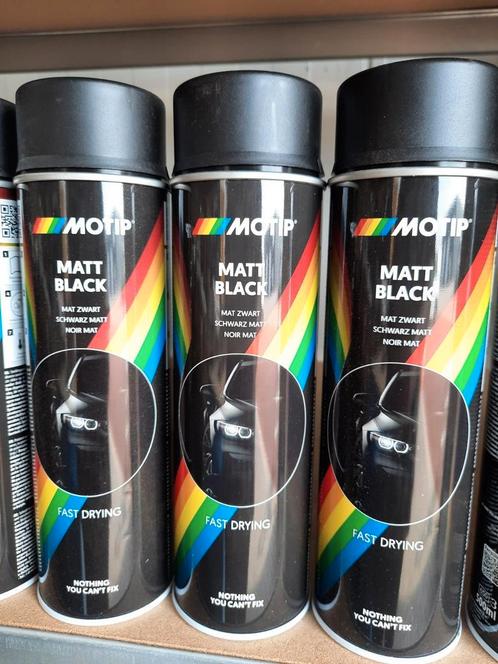 MOTIP
MATT
BLACK
MAT ZWART
SCHWARZ MATT
NOIR MAT
FAST DRYING
NOTHING
YOU CAN'T FIX
MOTIP
MATT
BLACK
MAT ZWART
SCHWARZ MATT
NOIR MAT
FAST DRYING
NOTHING
YOU CAN'T FIX
MOTIP
MATT
BLACK
MAT ZWART
SCHWARZ MATT
NOIR MAT
FAST DRYING
NOTHING
YOU CAN'T FIX